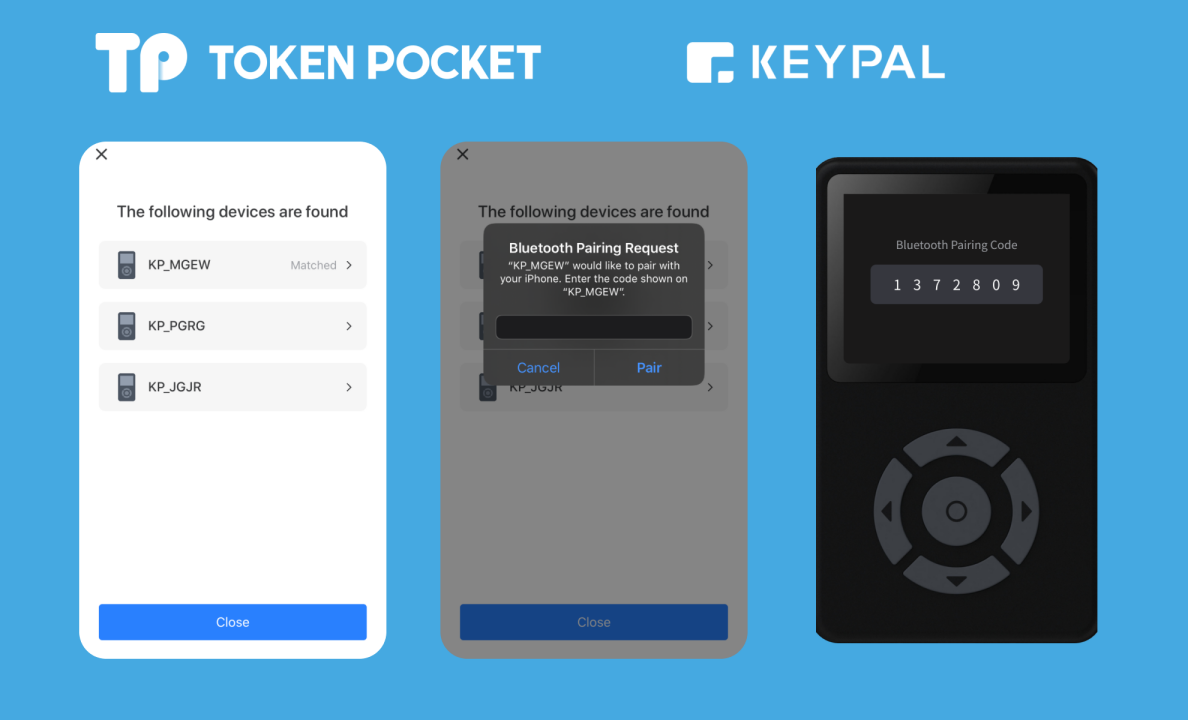 TP TOKEN POCKET
KEYPAL
The following devices are found
KP_MGEW Matched
KP_PGRG
KP_JGJR
Close
The following devices are found
Bluetooth Pairing Request
“KP_MGEW” would like to pair with
your iPhone. Enter the code shown on
“KP_MGEW”.
Cancel Pair
KP_JGJR
Close
Bluetooth Pairing Code
1 3 7 2 8 0 9